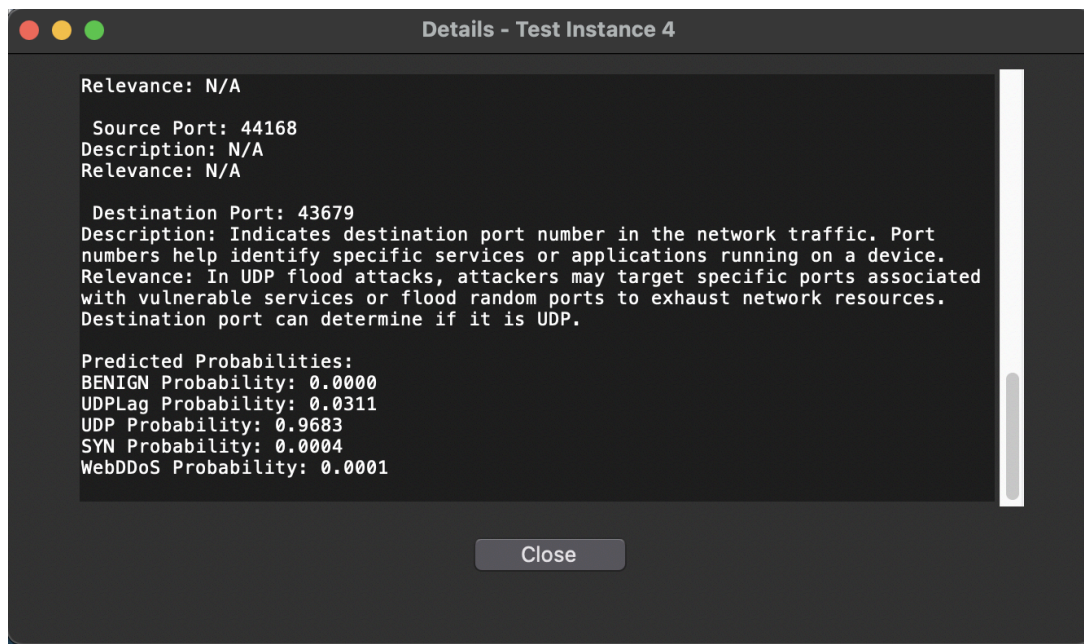 Details - Test Instance 4
Relevance: N/A
Source Port: 44168
Description: N/A
Relevance: N/A
Destination Port: 43679
Description: Indicates destination port number in the network traffic. Port
numbers help identify specific services or applications running on a device.
Relevance: In UDP flood attacks, attackers may target specific ports associated
with vulnerable services or flood random ports to exhaust network resources.
Destination port can determine if it is UDP.
Predicted Probabilities:
BENIGN Probability: 0.0000
UDPLag Probability: 0.0311
UDP Probability: 0.9683
SYN Probability: 0.0004
WebDDoS Probability: 0.0001
Close